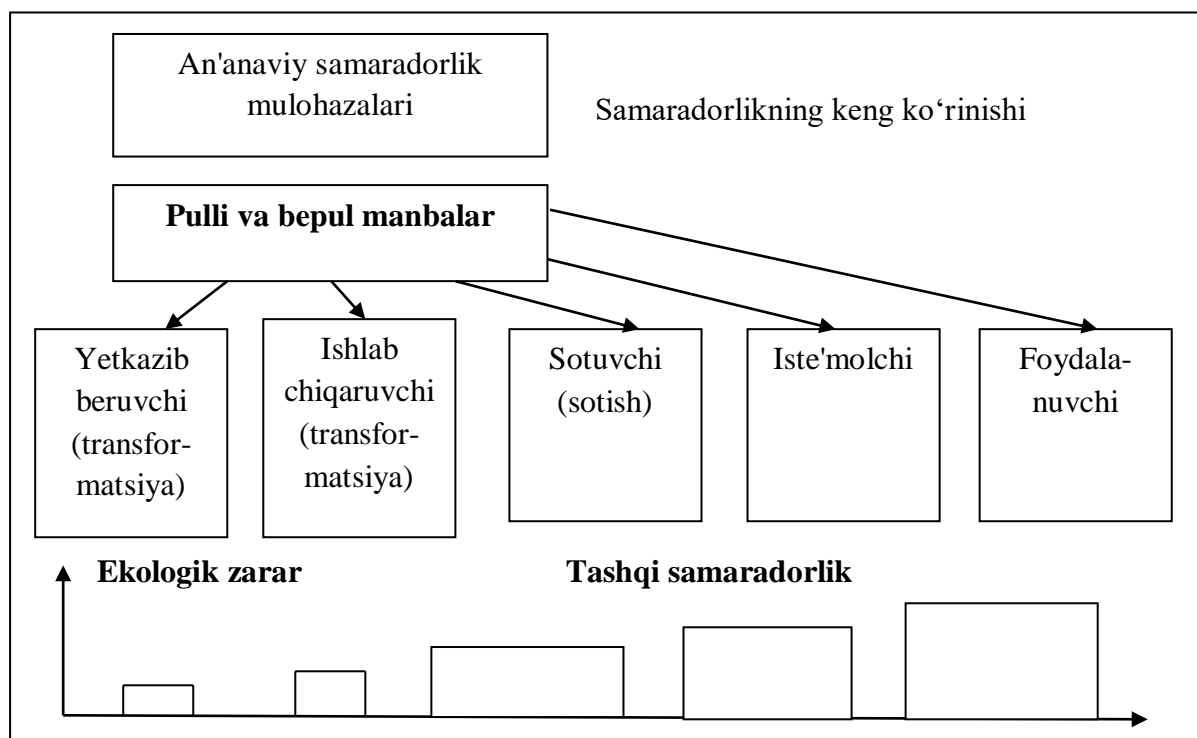 An'anaviy samaradorlik
mulohazalari
Samaradorlikning keng ko‘rinishi
Pulli va bepul manbalar
Yetkazib
beruvchi
(transfor-
matsiya)
Ishlab
chiqaruvchi
(transfor-
matsiya)
Sotuvchi
(sotish)
Iste'molchi
Foydala-
nuvchi
Ekologik zarar
Tashqi samaradorlik